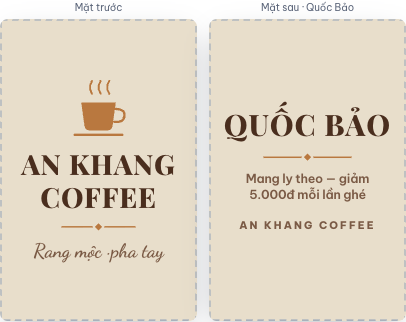 Mặt trước
AN KHANG
COFFEE
Rang mộc · pha tay
Mặt sau · Quốc Bảo
QUỐC BẢO
Mang ly theo — giảm
5.000đ mỗi lần ghé
AN KHANG COFFEE